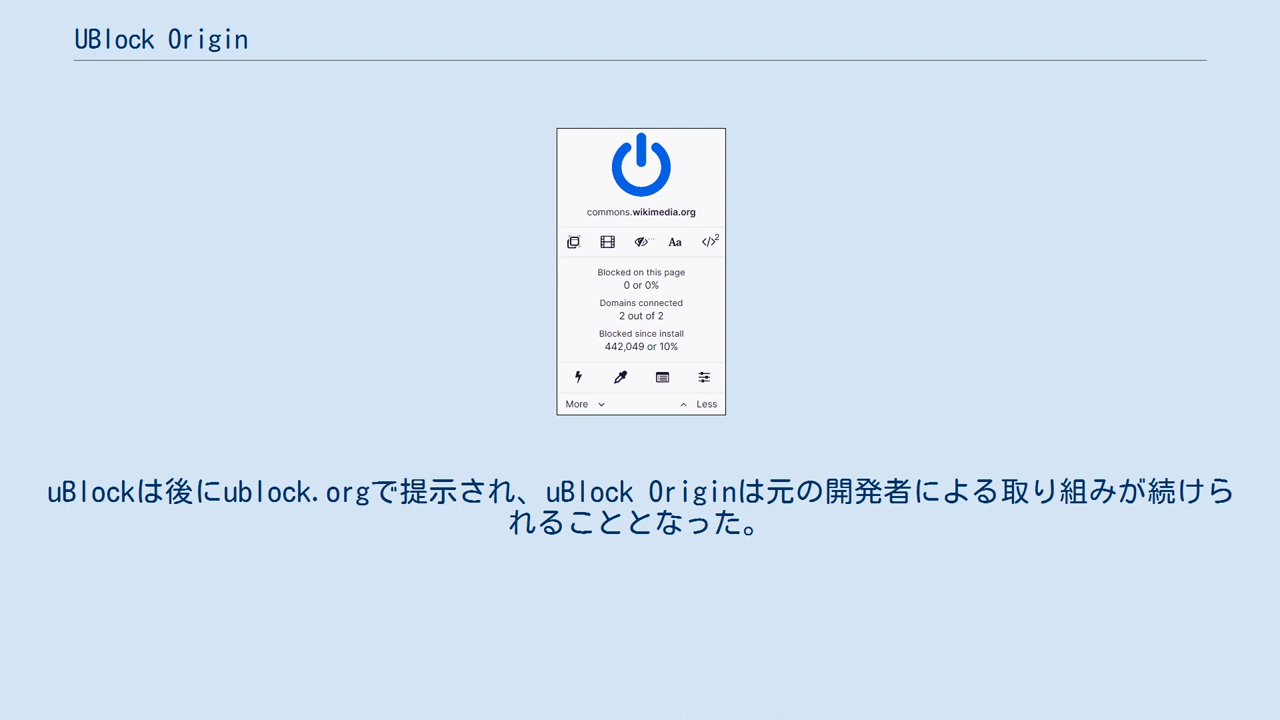 UBlock Origin
commons.wikimedia.org
Aa </>2
Blocked on this page
0 or 0%
Domains connected
2 out of 2
Blocked since install
442,049 or 10%
More Less
uBlockは後にublock.orgで提示され、uBlock Originは元の開発者による取り組みが続けら
れることとなった。